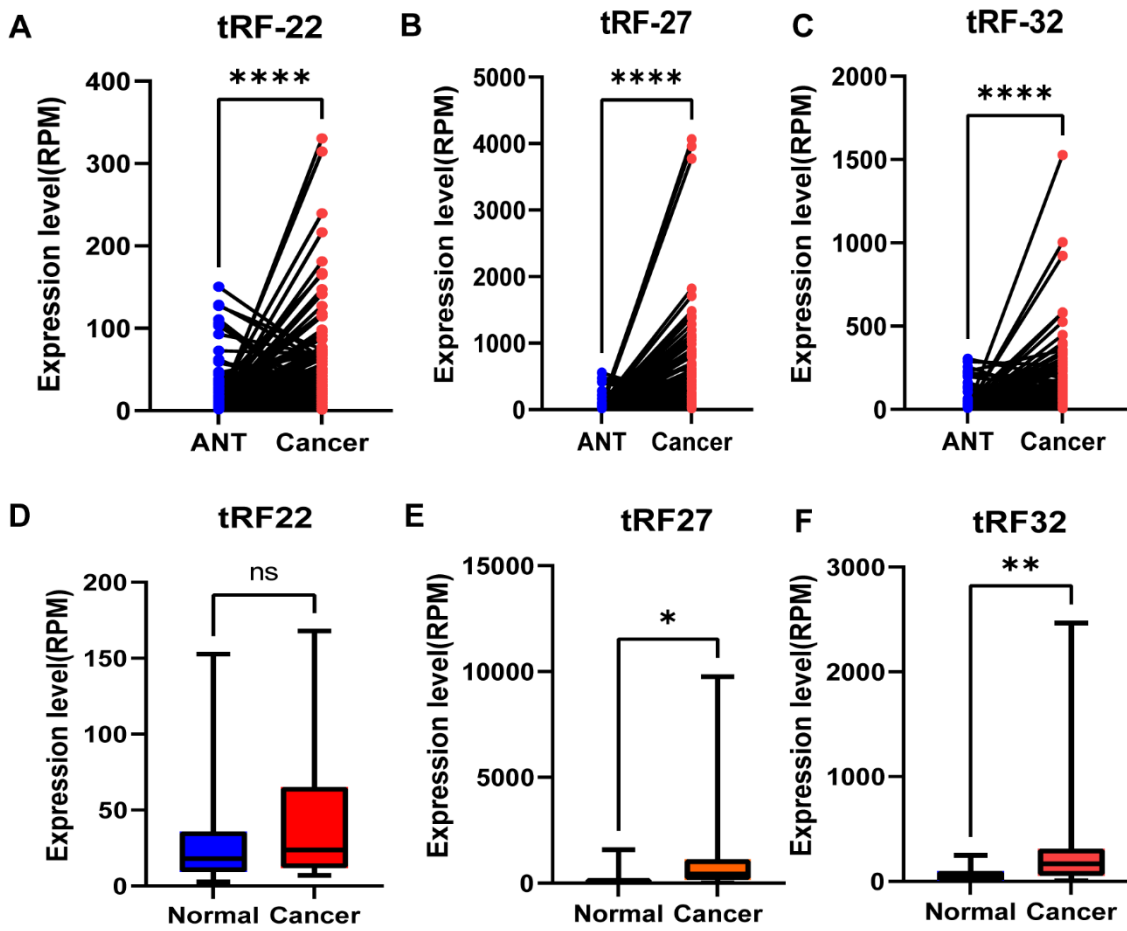 A
tRF-22
****
Expression level(RPM)
400
300
200
100
0
ANT Cancer
B
tRF-27
****
Expression level(RPM)
5000
4000
3000
2000
1000
0
ANT Cancer
C
tRF-32
****
Expression level(RPM)
2000
1500
1000
500
0
ANT Cancer
D
tRF22
ns
Expression level(RPM)
200
150
100
50
0
Normal Cancer
E
tRF27
*
Expression level(RPM)
15000
10000
5000
0
Normal Cancer
F
tRF32
**
Expression level(RPM)
3000
2000
1000
0
Normal Cancer